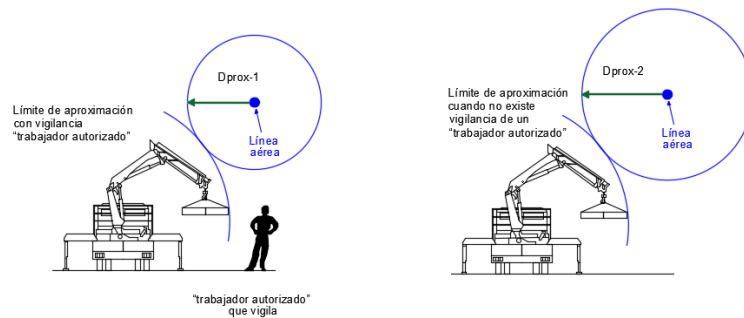 Dprox-1
Límite de aproximación
con vigilancia
“trabajador autorizado”
Línea
aérea
“trabajador autorizado”
que vigila
Dprox-2
Límite de aproximación
cuando no existe
vigilancia de un
“trabajador autorizado”
Línea
aérea